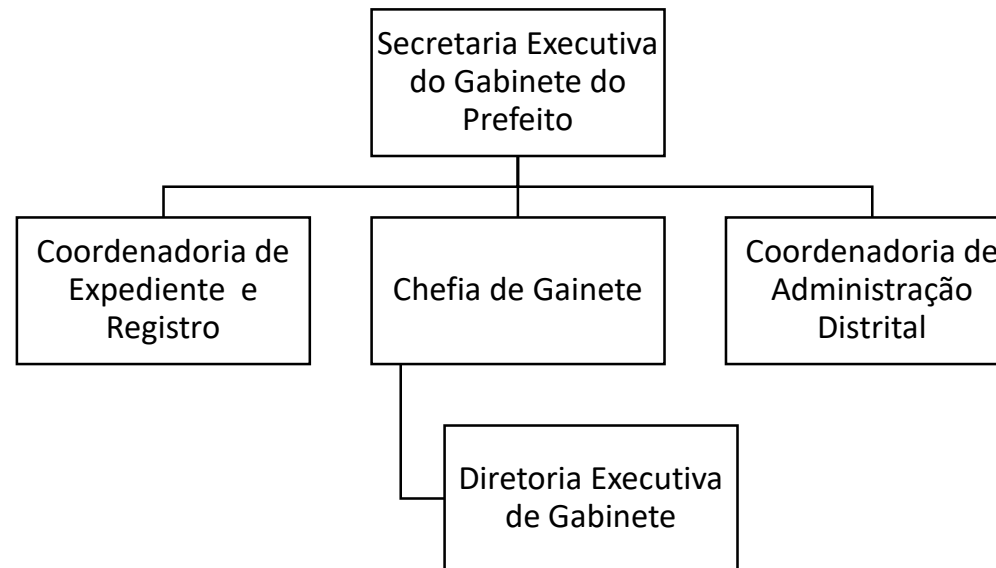 Secretaria Executiva
do Gabinete do
Prefeito
Coordenadoria de
Expediente  e
Registro
Chefia de Gainete
Coordenadoria de
Administração
Distrital
Diretoria Executiva
de Gabinete